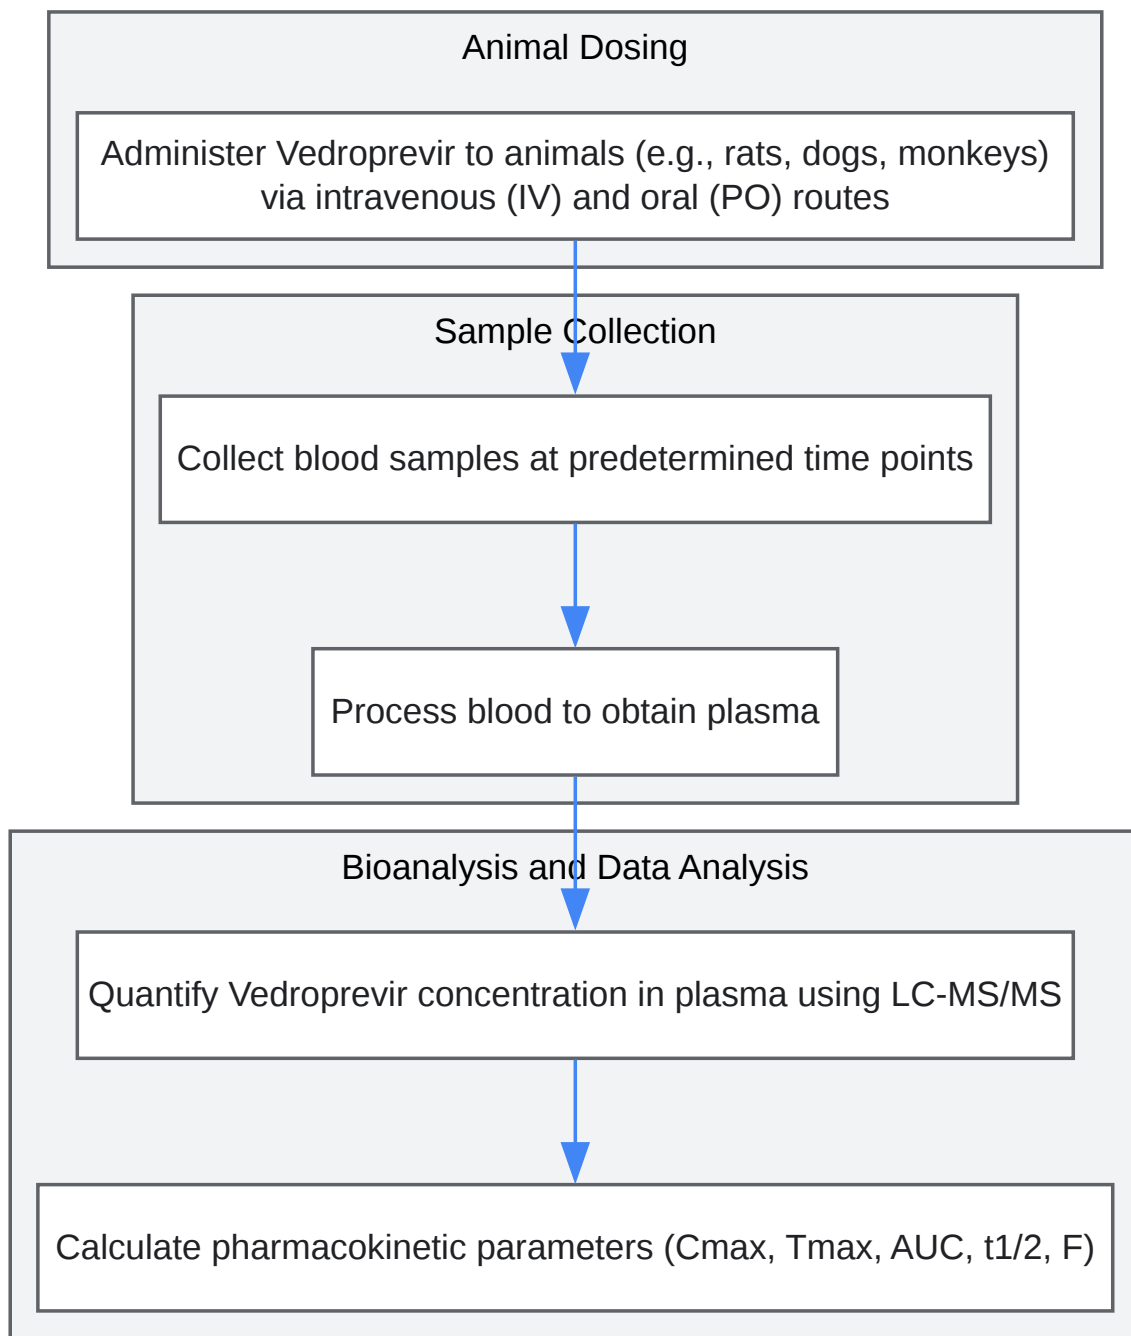 Animal Dosing
Administer Vedroprevir to animals (e.g., rats, dogs, monkeys)
via intravenous (IV) and oral (PO) routes
Sample Collection
Collect blood samples at predetermined time points
Process blood to obtain plasma
Bioanalysis and Data Analysis
Quantify Vedroprevir concentration in plasma using LC-MS/MS
Calculate pharmacokinetic parameters (Cmax, Tmax, AUC, t1/2, F)